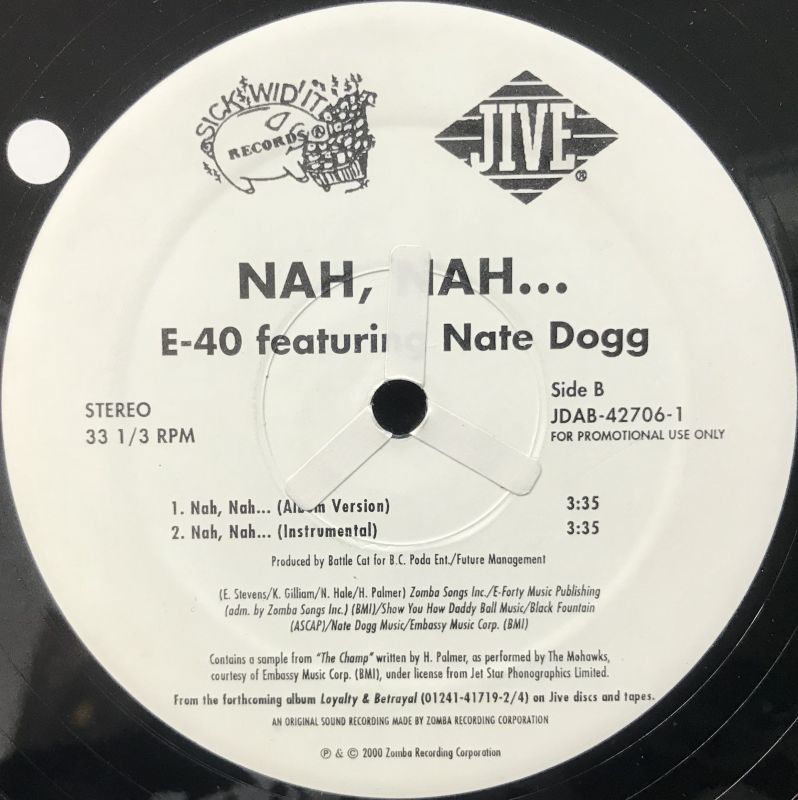 SICK WID' IT
RECORDS ®
JIVE ®
NAH, NAH...
E-40 featuring Nate Dogg
STEREO
33 1/3 RPM
Side B
JDAB-42706-1
FOR PROMOTIONAL USE ONLY
1. Nah, Nah... (Album Version) 3:35
2. Nah, Nah... (Instrumental) 3:35
Produced by Battle Cat for B.C. Poda Ent./Future Management
(E. Stevens/K. Gilliam/N. Hale/H. Palmer) Zomba Songs Inc./E-Forty Music Publishing
(adm. by Zomba Songs Inc.) (BMI)/Show You How Daddy Ball Music/Black Fountain
(ASCAP)/Nate Dogg Music/Embassy Music Corp. (BMI)
Contains a sample from "The Champ" written by H. Palmer, as performed by The Mohawks,
courtesy of Embassy Music Corp. (BMI), under license from Jet Star Phonographics Limited.
From the forthcoming album Loyalty & Betrayal (01241-41719-2/4) on Jive discs and tapes.
AN ORIGINAL SOUND RECORDING MADE BY ZOMBA RECORDING CORPORATION
℗ & © 2000 Zomba Recording Corporation